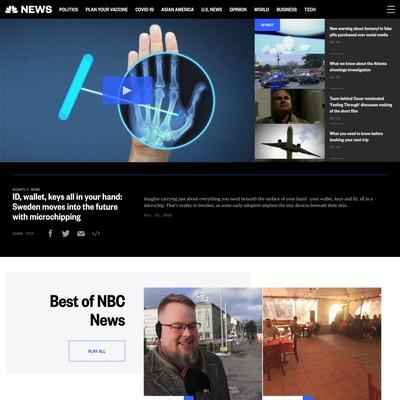 NEWS
POLITICS PLAN YOUR VACCINE COVID-19 ASIAN AMERICA U.S. NEWS OPINION WORLD BUSINESS TECH
UP NEXT
New warning about fentanyl in fake
pills purchased over social media
What we know about the Atlanta
shootings investigation
Team behind Oscar-nominated
'Feeling Through' discusses making
of the short film
What you need to know before
booking your next trip
NIGHTLY NEWS
ID, wallet, keys all in your hand:
Sweden moves into the future
with microchipping
SHARE THIS -
Imagine carrying just about everything you need beneath the surface of your hand - your wallet, keys and ID, all in a
microchip. That's reality in Sweden, as some early-adopters implant the tiny devices beneath their skin.
Best of NBC
News
PLAY ALL